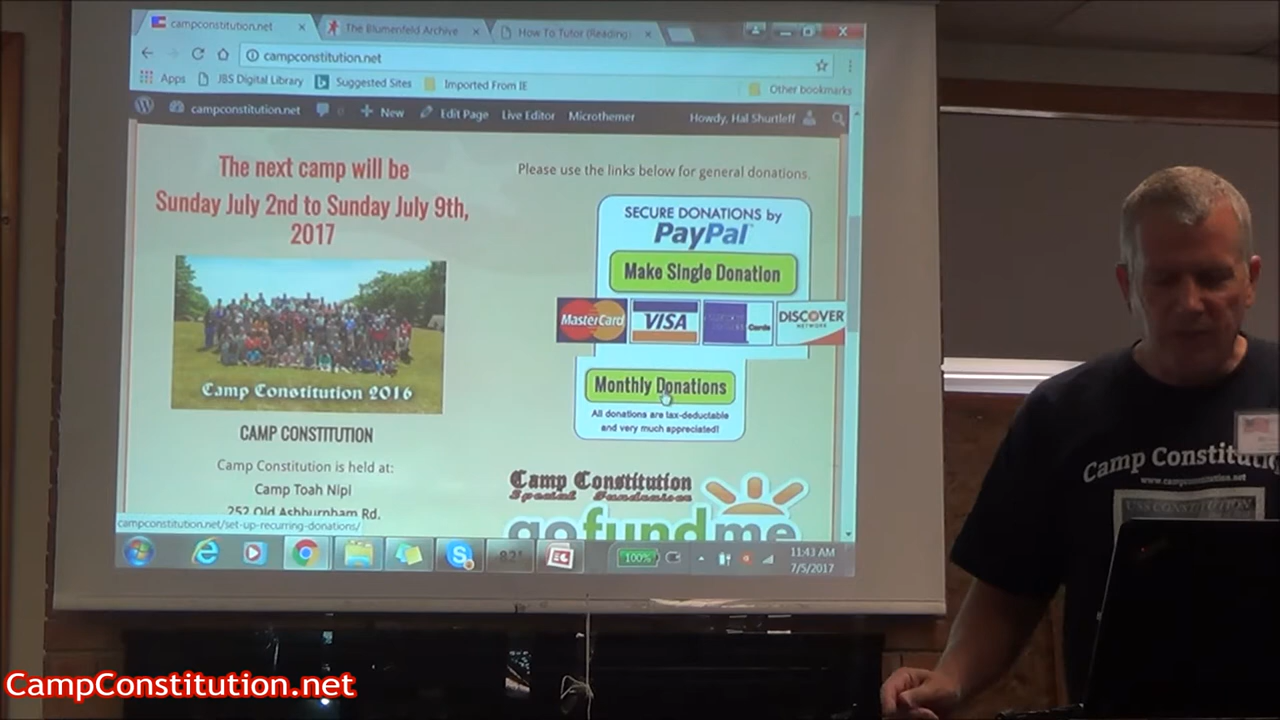 campconstitution.net
The Blumenfeld Archive
How To Tutor (Reading
campconstitution.net
Apps
JBS Digital Library
Suggested Sites
Imported From IE
Other bookmarks
campconstitution.net
0
New
Edit Page
Live Editor
Microthemer
Howdy, Hal Shurtleff
The next camp will be
Sunday July 2nd to Sunday July 9th,
2017
Camp Constitution 2016
CAMP CONSTITUTION
Camp Constitution is held at:
Camp Toah Nipi
252 Old Ashburnham Rd.
campconstitution.net/set-up-recurring-donations/
Please use the links below for general donations.
SECURE DONATIONS by
PayPal
Make Single Donation
MasterCard
VISA
Cards
DISCOVER
NETWORK
Monthly Donations
All donations are tax-deductable
and very much appreciated!
Camp Constitution
Special Fundraiser
gofundme
82°
100%
11:43 AM
7/5/2017
Camp Constitution
www.campconstitution.net
USS CONSTITUTION
CampConstitution.net